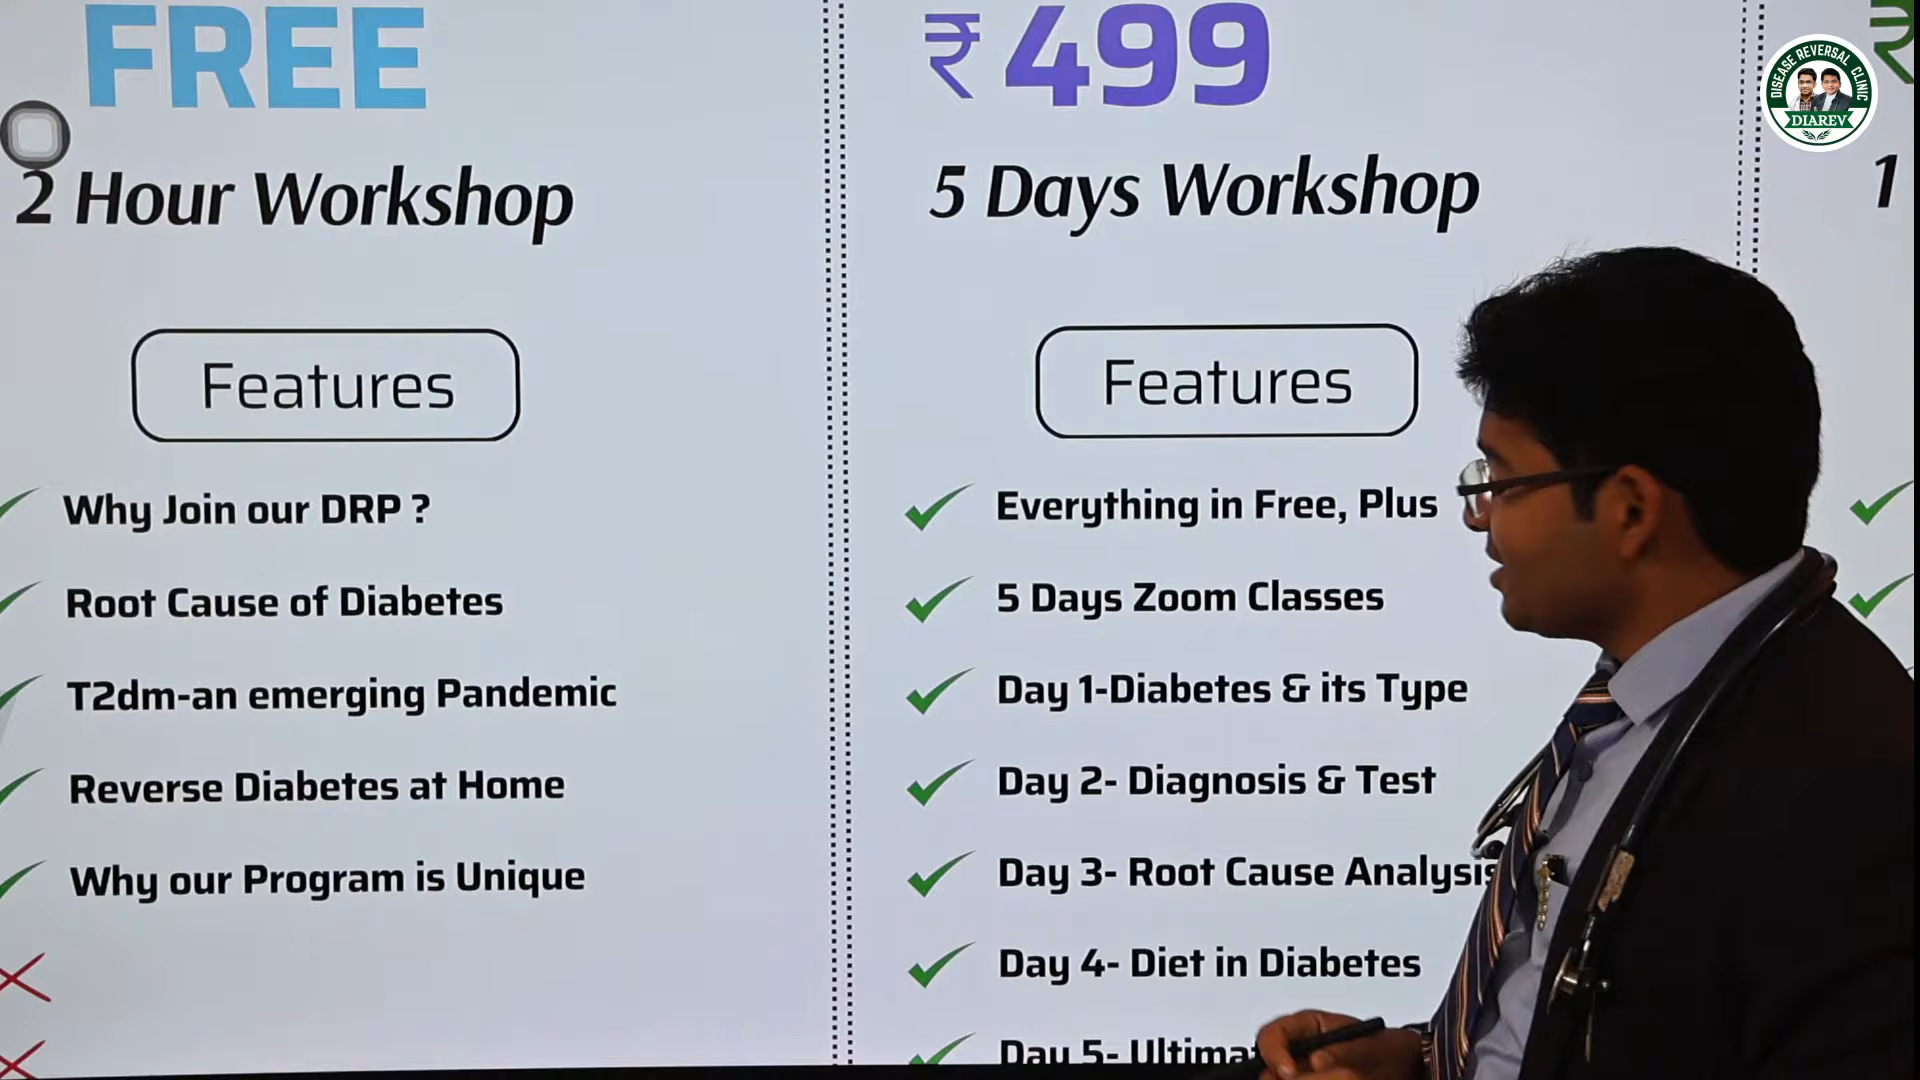 FREE
2 Hour Workshop
Features
Why Join our DRP ?
Root Cause of Diabetes
T2dm-an emerging Pandemic
Reverse Diabetes at Home
Why our Program is Unique
₹ 499
5 Days Workshop
Features
Everything in Free, Plus
5 Days Zoom Classes
Day 1-Diabetes & its Type
Day 2- Diagnosis & Test
Day 3- Root Cause Analysis
Day 4- Diet in Diabetes
Day 5-
₹
1
DISEASE REVERSAL CLINIC
DIAREV